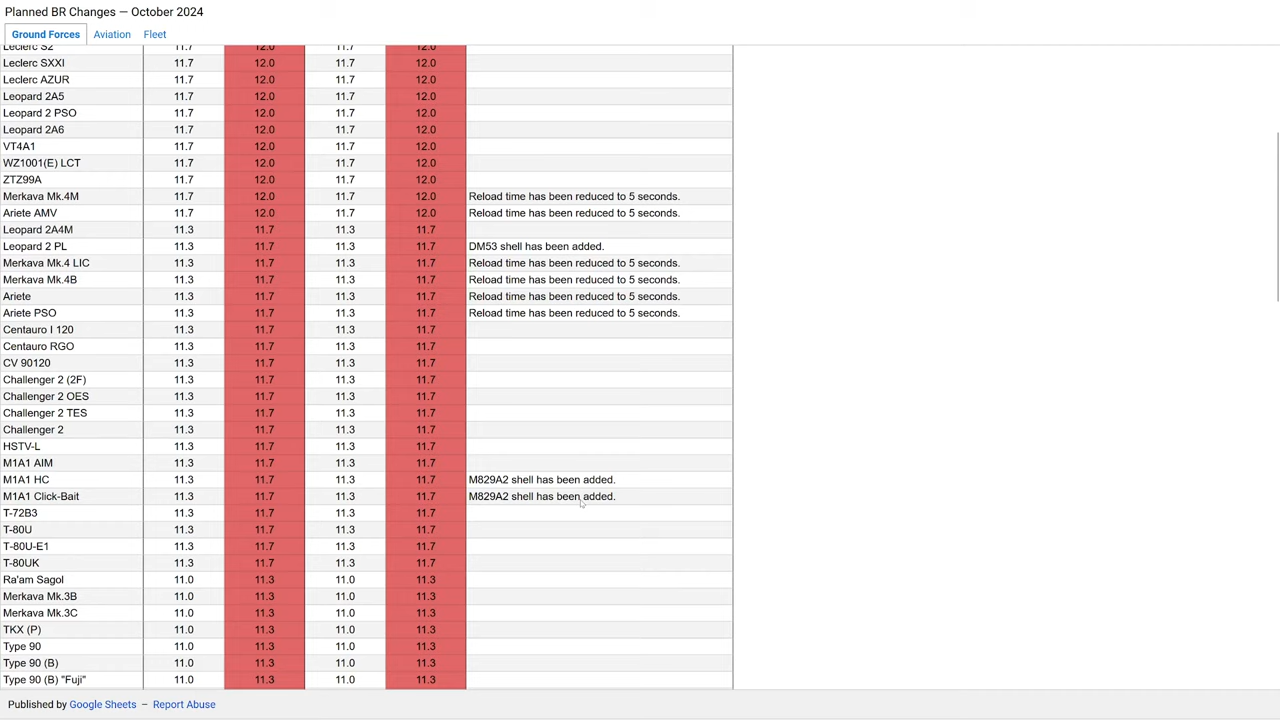 Planned BR Changes — October 2024
Ground Forces Aviation Fleet
Leclerc S2 11.7 12.0 11.7 12.0
Leclerc SXXI 11.7 12.0 11.7 12.0
Leclerc AZUR 11.7 12.0 11.7 12.0
Leopard 2A5 11.7 12.0 11.7 12.0
Leopard 2 PSO 11.7 12.0 11.7 12.0
Leopard 2A6 11.7 12.0 11.7 12.0
VT4A1 11.7 12.0 11.7 12.0
WZ1001(E) LCT 11.7 12.0 11.7 12.0
ZTZ99A 11.7 12.0 11.7 12.0
Merkava Mk.4M 11.7 12.0 11.7 12.0 Reload time has been reduced to 5 seconds.
Ariete AMV 11.7 12.0 11.7 12.0 Reload time has been reduced to 5 seconds.
Leopard 2A4M 11.3 11.7 11.3 11.7
Leopard 2 PL 11.3 11.7 11.3 11.7 DM53 shell has been added.
Merkava Mk.4 LIC 11.3 11.7 11.3 11.7 Reload time has been reduced to 5 seconds.
Merkava Mk.4B 11.3 11.7 11.3 11.7 Reload time has been reduced to 5 seconds.
Ariete 11.3 11.7 11.3 11.7 Reload time has been reduced to 5 seconds.
Ariete PSO 11.3 11.7 11.3 11.7 Reload time has been reduced to 5 seconds.
Centauro I 120 11.3 11.7 11.3 11.7
Centauro RGO 11.3 11.7 11.3 11.7
CV 90120 11.3 11.7 11.3 11.7
Challenger 2 (2F) 11.3 11.7 11.3 11.7
Challenger 2 OES 11.3 11.7 11.3 11.7
Challenger 2 TES 11.3 11.7 11.3 11.7
Challenger 2 11.3 11.7 11.3 11.7
HSTV-L 11.3 11.7 11.3 11.7
M1A1 AIM 11.3 11.7 11.3 11.7
M1A1 HC 11.3 11.7 11.3 11.7 M829A2 shell has been added.
M1A1 Click-Bait 11.3 11.7 11.3 11.7 M829A2 shell has been added.
T-72B3 11.3 11.7 11.3 11.7
T-80U 11.3 11.7 11.3 11.7
T-80U-E1 11.3 11.7 11.3 11.7
T-80UK 11.3 11.7 11.3 11.7
Ra'am Sagol 11.0 11.3 11.0 11.3
Merkava Mk.3B 11.0 11.3 11.0 11.3
Merkava Mk.3C 11.0 11.3 11.0 11.3
TKX (P) 11.0 11.3 11.0 11.3
Type 90 11.0 11.3 11.0 11.3
Type 90 (B) 11.0 11.3 11.0 11.3
Type 90 (B) "Fuji" 11.0 11.3 11.0 11.3
Published by Google Sheets – Report Abuse